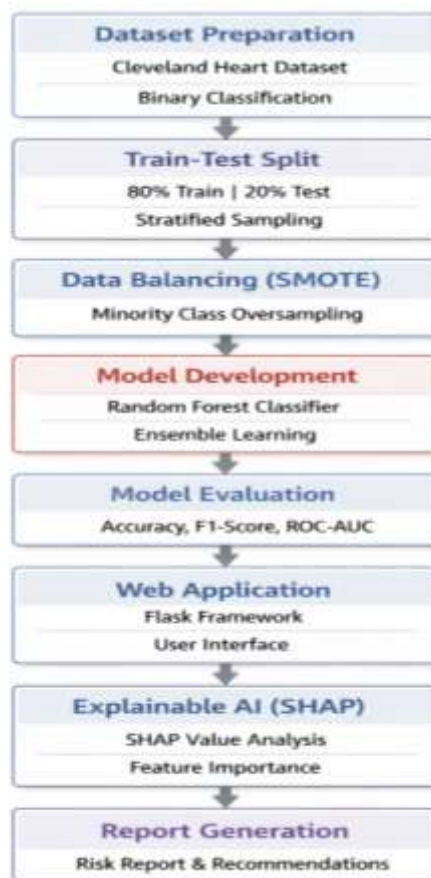 Dataset Preparation
Cleveland Heart Dataset
Binary Classification
Train-Test Split
80% Train | 20% Test
Stratified Sampling
Data Balancing (SMOTE)
Minority Class Oversampling
Model Development
Random Forest Classifier
Ensemble Learning
Model Evaluation
Accuracy, F1-Score, ROC-AUC
Web Application
Flask Framework
User Interface
Explainable AI (SHAP)
SHAP Value Analysis
Feature Importance
Report Generation
Risk Report & Recommendations